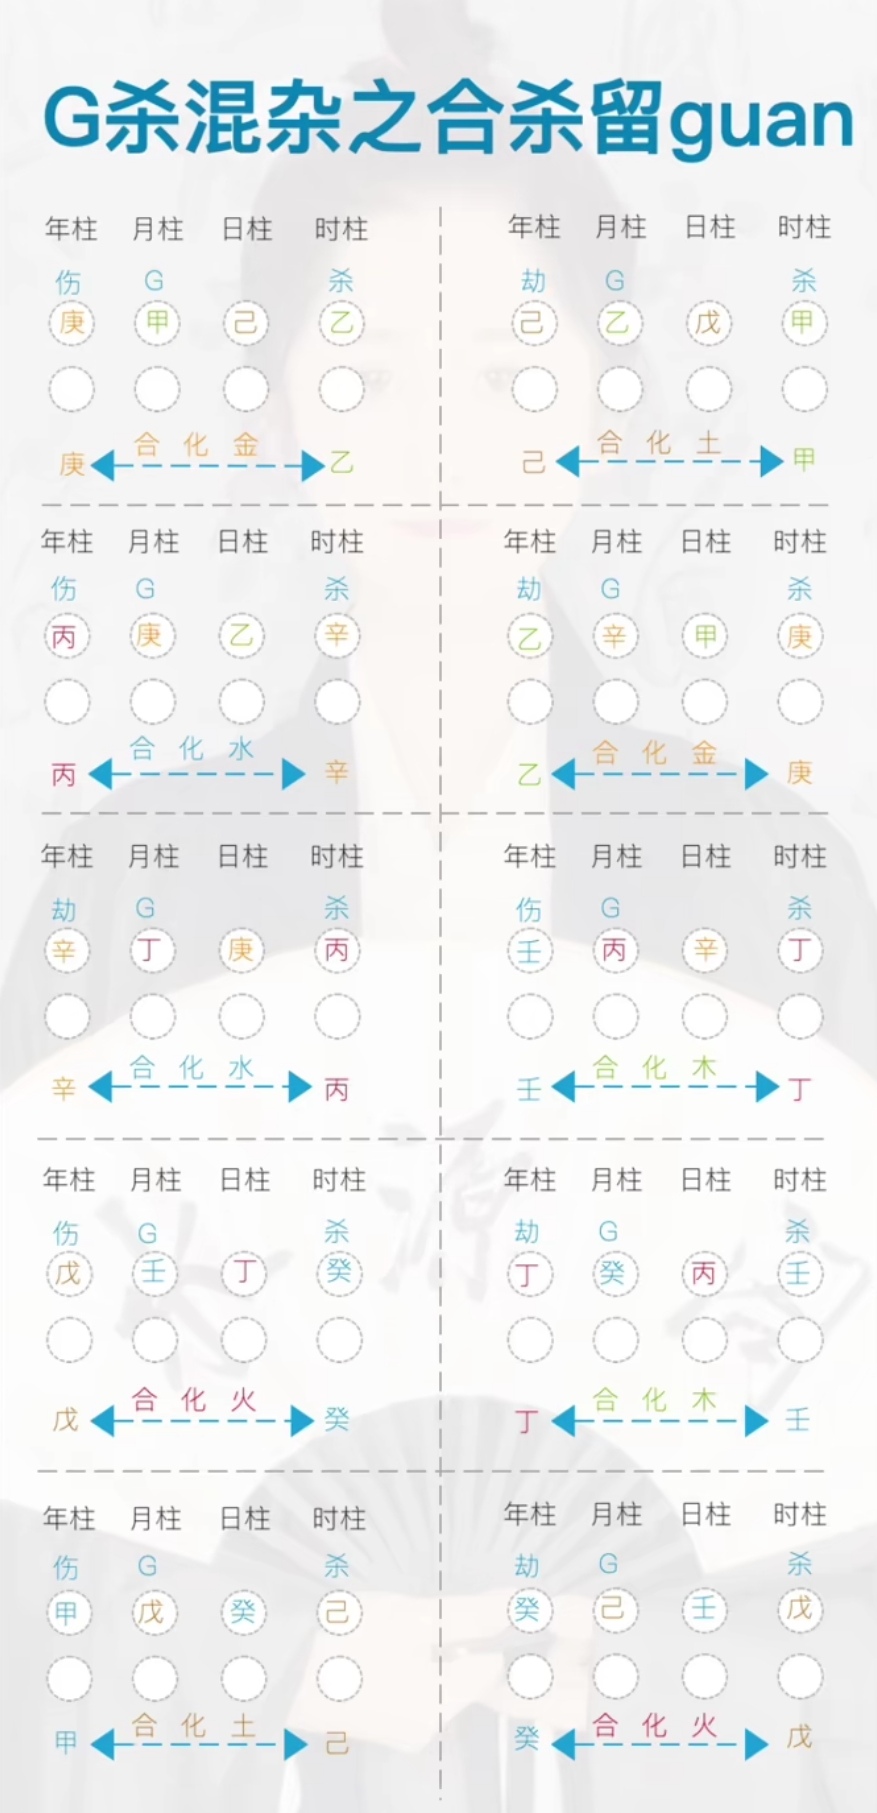 G杀混杂之合杀留guan
年柱 月柱 日柱 时柱
伤 G 杀
庚 甲 己 乙
合 化 金
庚 乙
年柱 月柱 日柱 时柱
劫 G 杀
己 乙 戊 甲
合 化 土
己 甲
年柱 月柱 日柱 时柱
伤 G 杀
丙 庚 乙 辛
合 化 水
丙 辛
年柱 月柱 日柱 时柱
劫 G 杀
乙 辛 甲 庚
合 化 金
乙 庚
年柱 月柱 日柱 时柱
劫 G 杀
辛 丁 庚 丙
合 化 水
辛 丙
年柱 月柱 日柱 时柱
伤 G 杀
壬 丙 辛 丁
合 化 木
壬 丁
年柱 月柱 日柱 时柱
伤 G 杀
戊 壬 丁 癸
合 化 火
戊 癸
年柱 月柱 日柱 时柱
劫 G 杀
丁 癸 丙 壬
合 化 木
丁 壬
年柱 月柱 日柱 时柱
伤 G 杀
甲 戊 癸 己
合 化 土
甲 己
年柱 月柱 日柱 时柱
劫 G 杀
癸 己 壬 戊
合 化 火
癸 戊